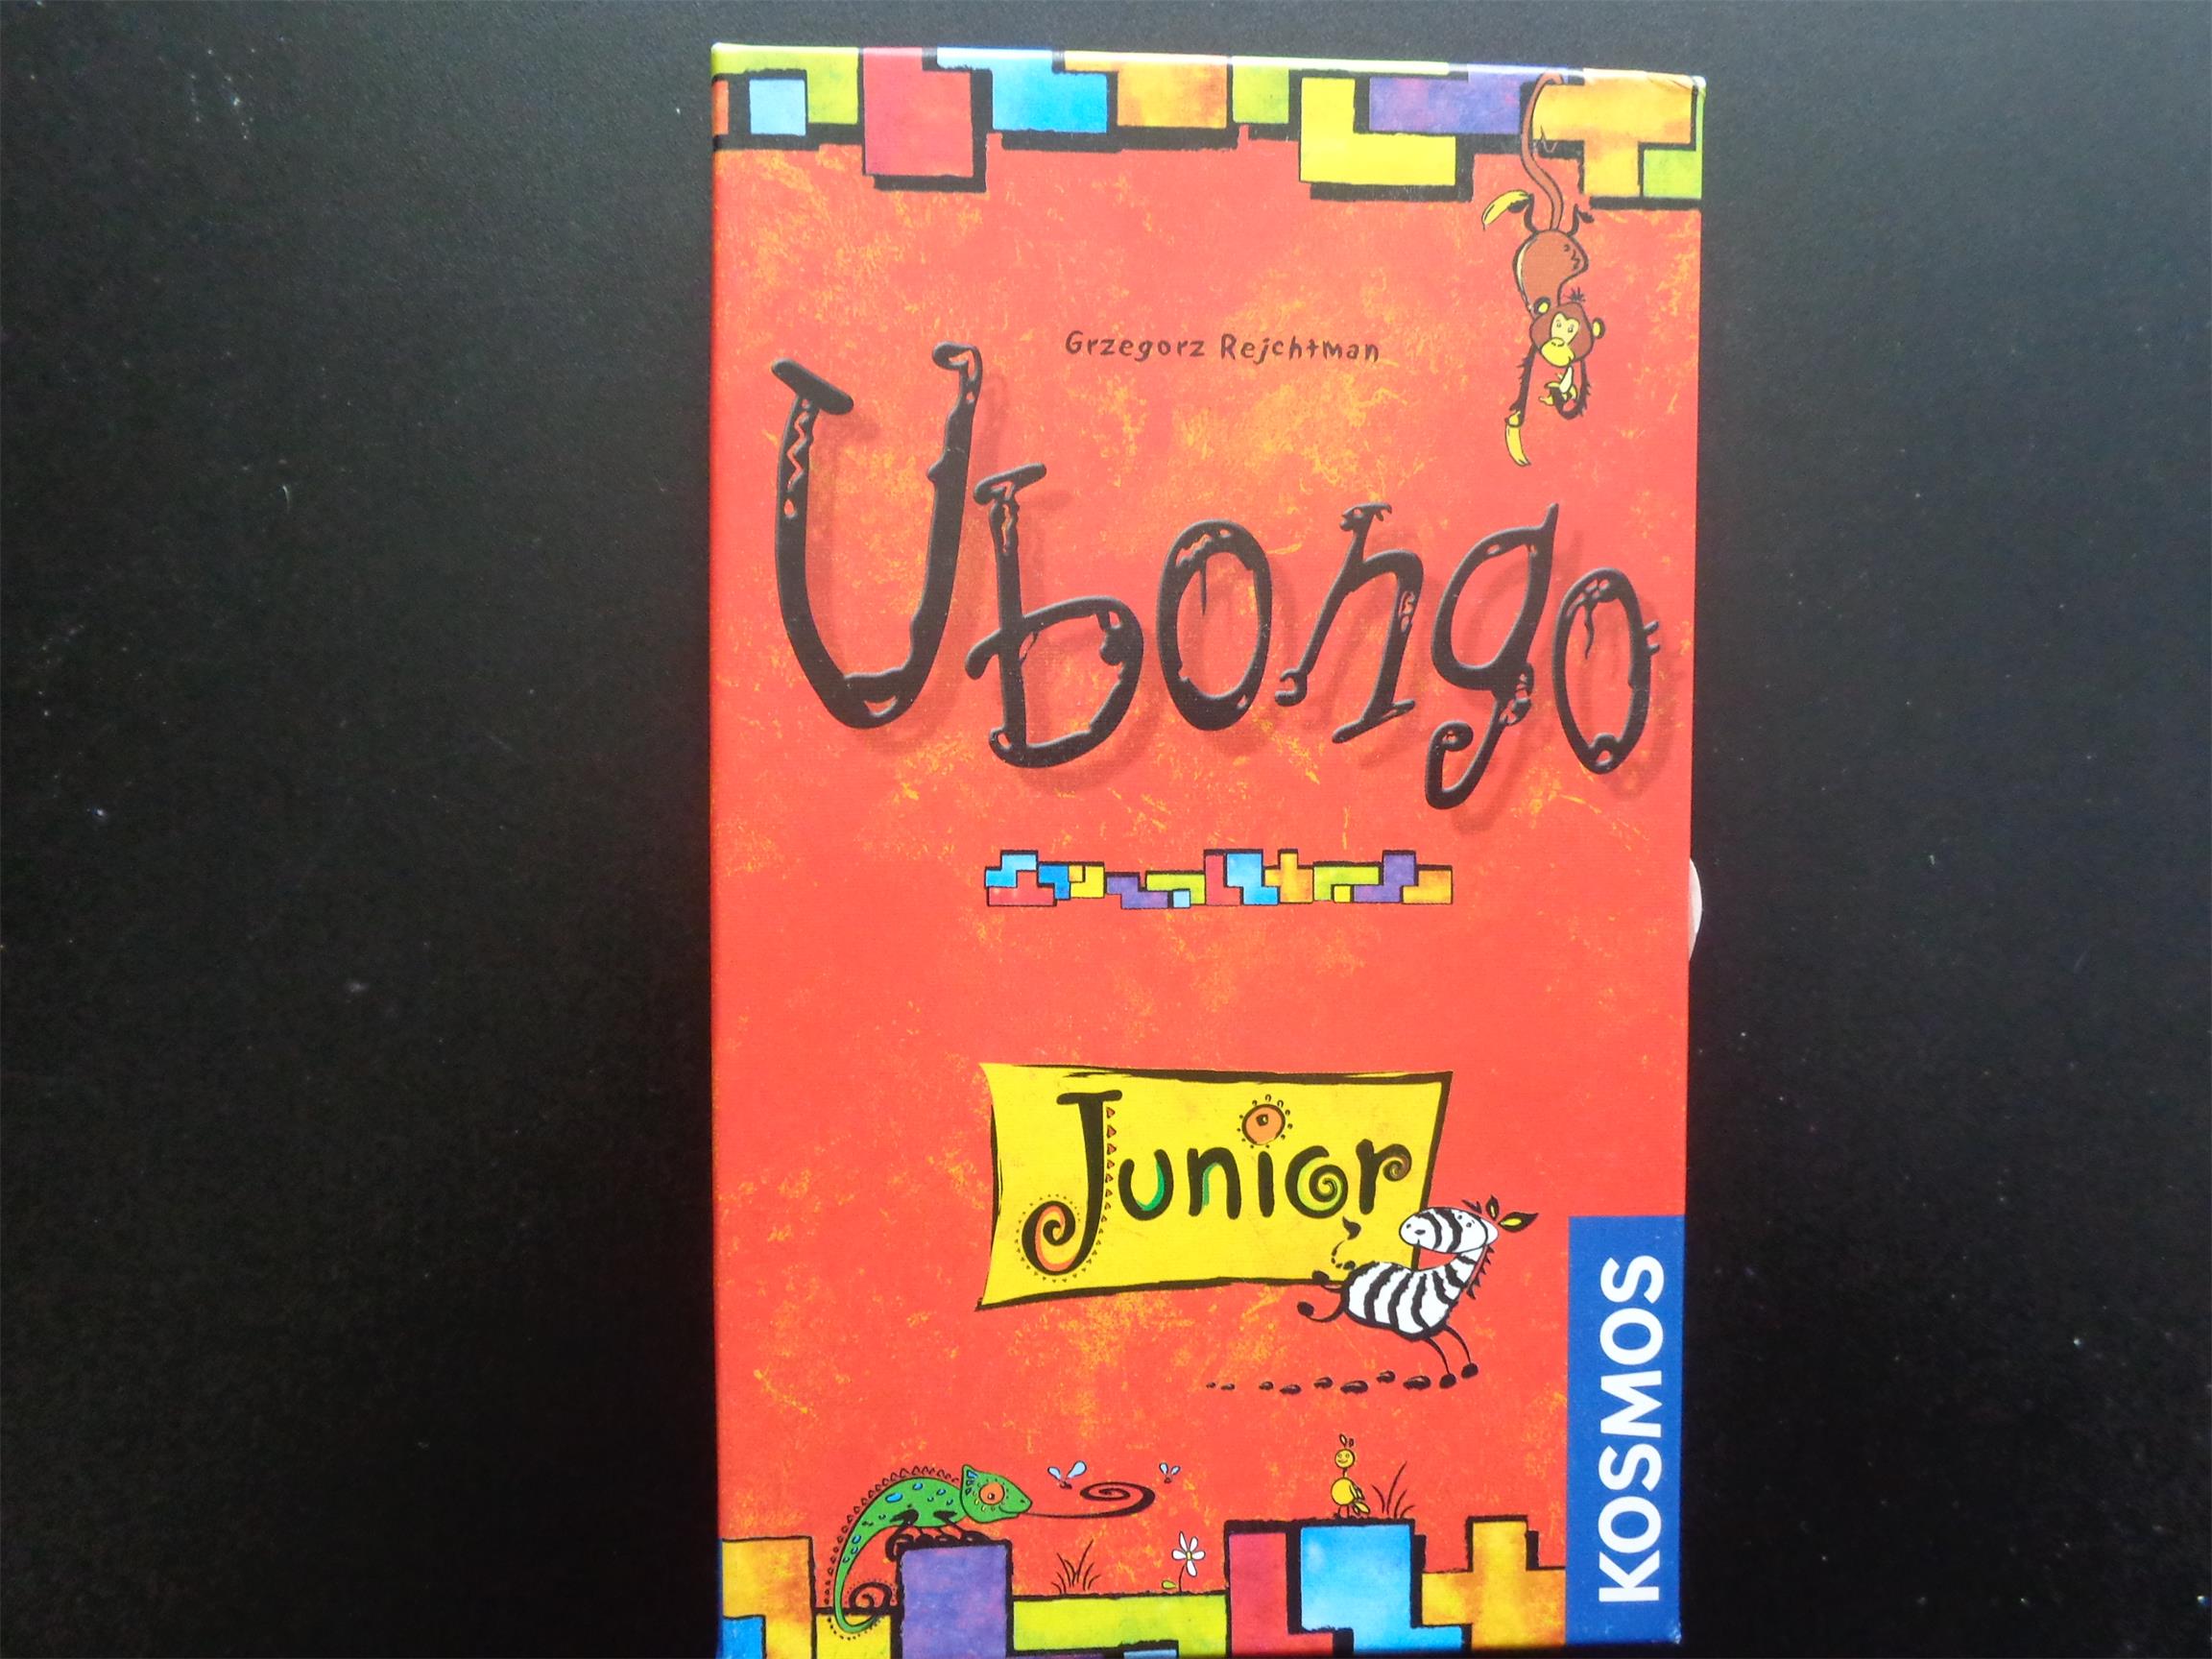 Grzegorz Rejchtman
Ubongo
Junior
KOSMOS